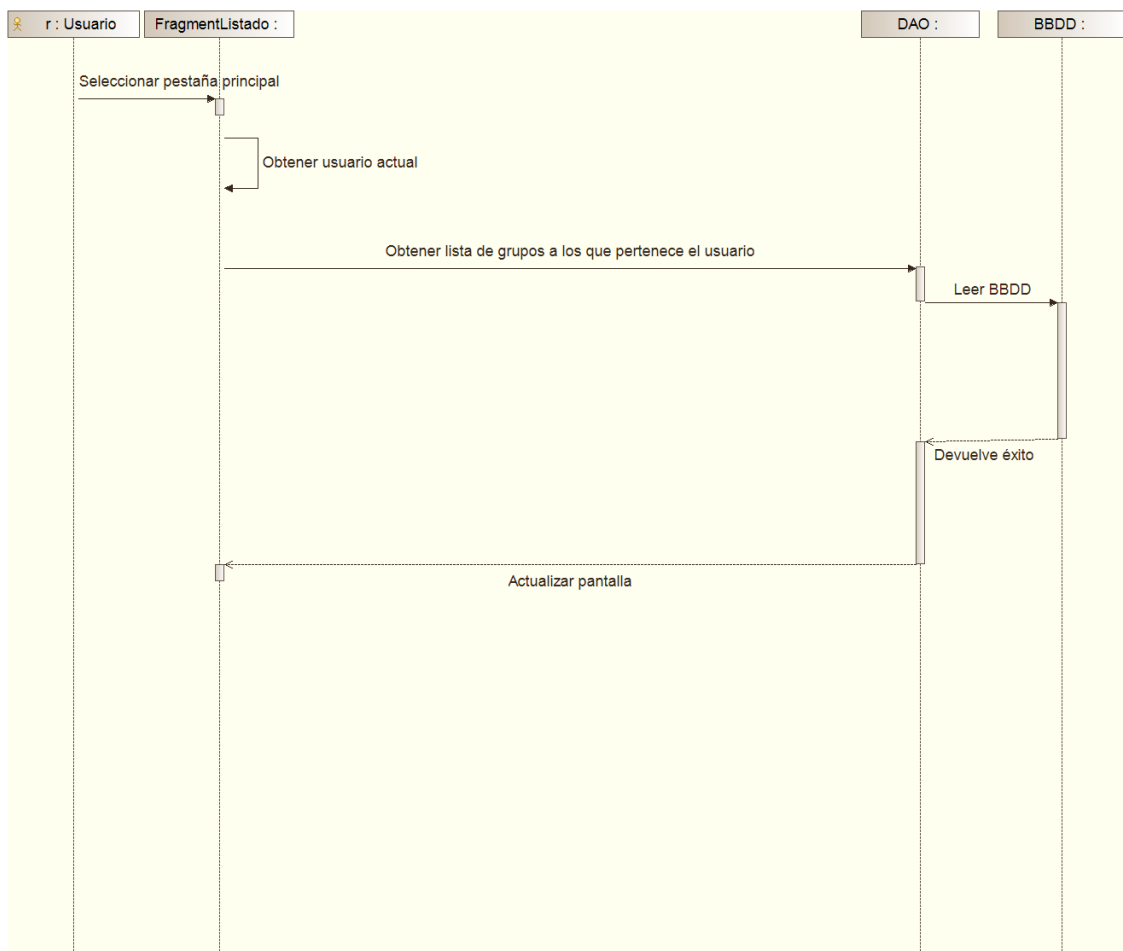 r : Usuario
FragmentListado :
DAO :
BBDD :
Seleccionar pestaña principal
Obtener usuario actual
Obtener lista de grupos a los que pertenece el usuario
Leer BBDD
Devuelve éxito
Actualizar pantalla